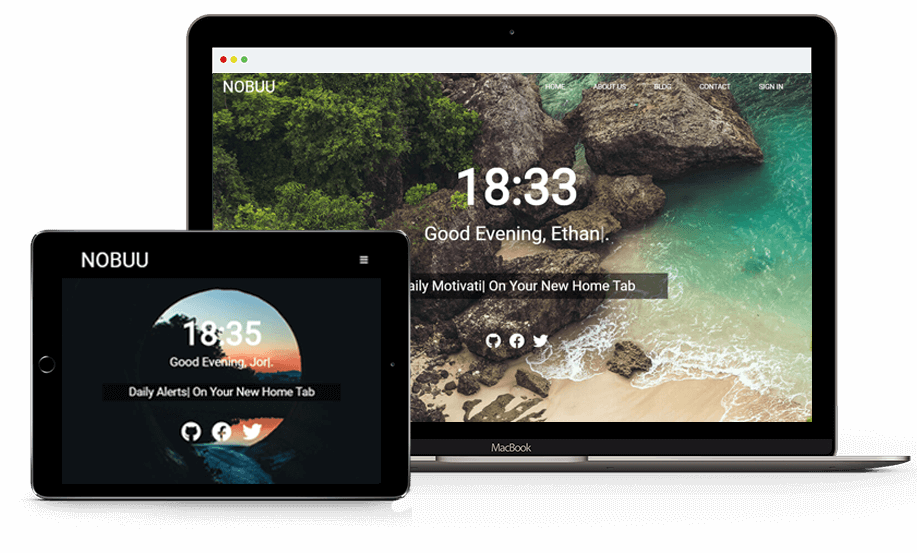 NOBUU
HOME ABOUT US BLOG CONTACT SIGN IN
18:33
Good Evening, Ethan|.
aily Motivati| On Your New Home Tab
MacBook
NOBUU
18:35
Good Evening, Jor|.
Daily Alerts| On Your New Home Tab